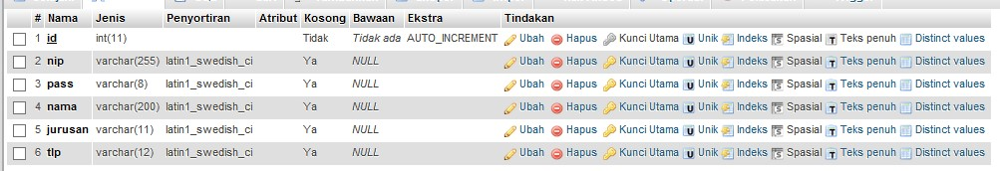 # Nama Jenis Penyortiran Atribut Kosong Bawaan Ekstra Tindakan
1 id int(11) Tidak Tidak ada AUTO_INCREMENT Ubah Hapus Kunci Utama Unik Indeks Spasial Teks penuh Distinct values
2 nip varchar(255) latin1_swedish_ci Ya NULL Ubah Hapus Kunci Utama Unik Indeks Spasial Teks penuh Distinct values
3 pass varchar(8) latin1_swedish_ci Ya NULL Ubah Hapus Kunci Utama Unik Indeks Spasial Teks penuh Distinct values
4 nama varchar(200) latin1_swedish_ci Ya NULL Ubah Hapus Kunci Utama Unik Indeks Spasial Teks penuh Distinct values
5 jurusan varchar(11) latin1_swedish_ci Ya NULL Ubah Hapus Kunci Utama Unik Indeks Spasial Teks penuh Distinct values
6 tlp varchar(12) latin1_swedish_ci Ya NULL Ubah Hapus Kunci Utama Unik Indeks Spasial Teks penuh Distinct values